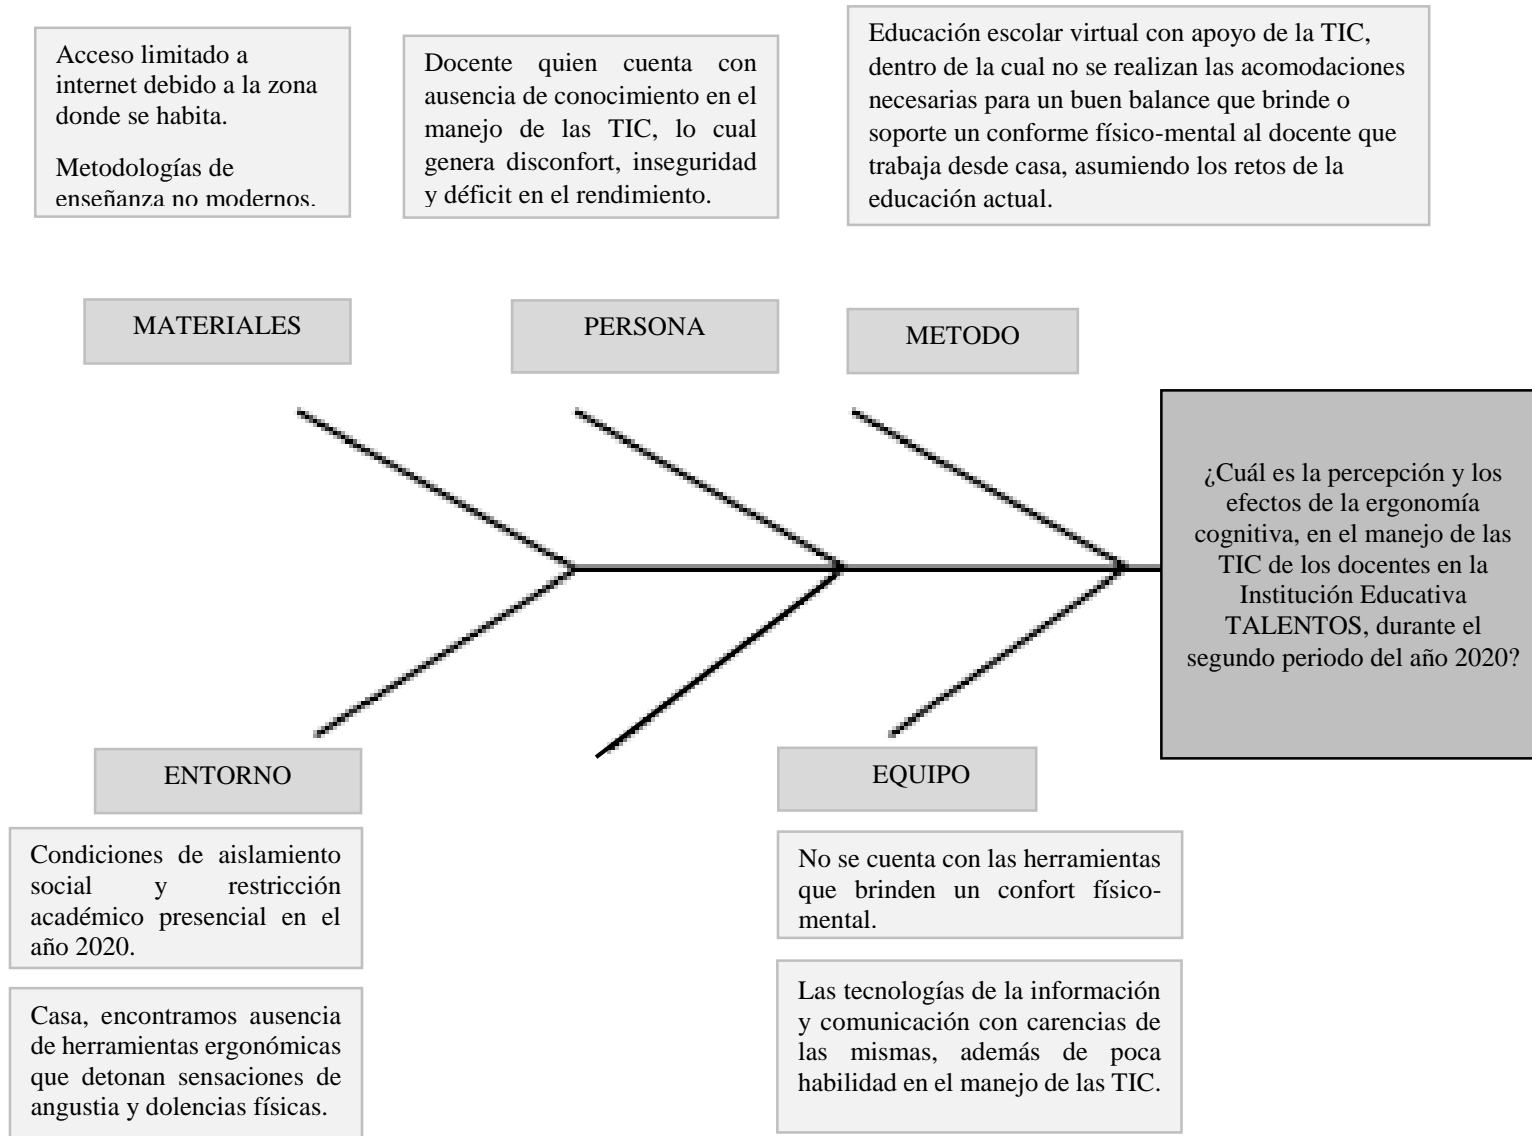 Acceso limitado a
internet debido a la zona
donde se habita.
Metodologías de
enseñanza no modernos.
Docente quien cuenta con
ausencia de conocimiento en el
manejo de las TIC, lo cual
genera disconfort, inseguridad
y déficit en el rendimiento.
Educación escolar virtual con apoyo de la TIC,
dentro de la cual no se realizan las acomodaciones
necesarias para un buen balance que brinde o
soporte un conforme físico-mental al docente que
trabaja desde casa, asumiendo los retos de la
educación actual.
MATERIALES
PERSONA
METODO
¿Cuál es la percepción y los
efectos de la ergonomía
cognitiva, en el manejo de las
TIC de los docentes en la
Institución Educativa
TALENTOS, durante el
segundo periodo del año 2020?
ENTORNO
EQUIPO
Condiciones de aislamiento
social y restricción
académico presencial en el
año 2020.
Casa, encontramos ausencia
de herramientas ergonómicas
que detonan sensaciones de
angustia y dolencias físicas.
No se cuenta con las herramientas
que brinden un confort físico-
mental.
Las tecnologías de la información
y comunicación con carencias de
las mismas, además de poca
habilidad en el manejo de las TIC.